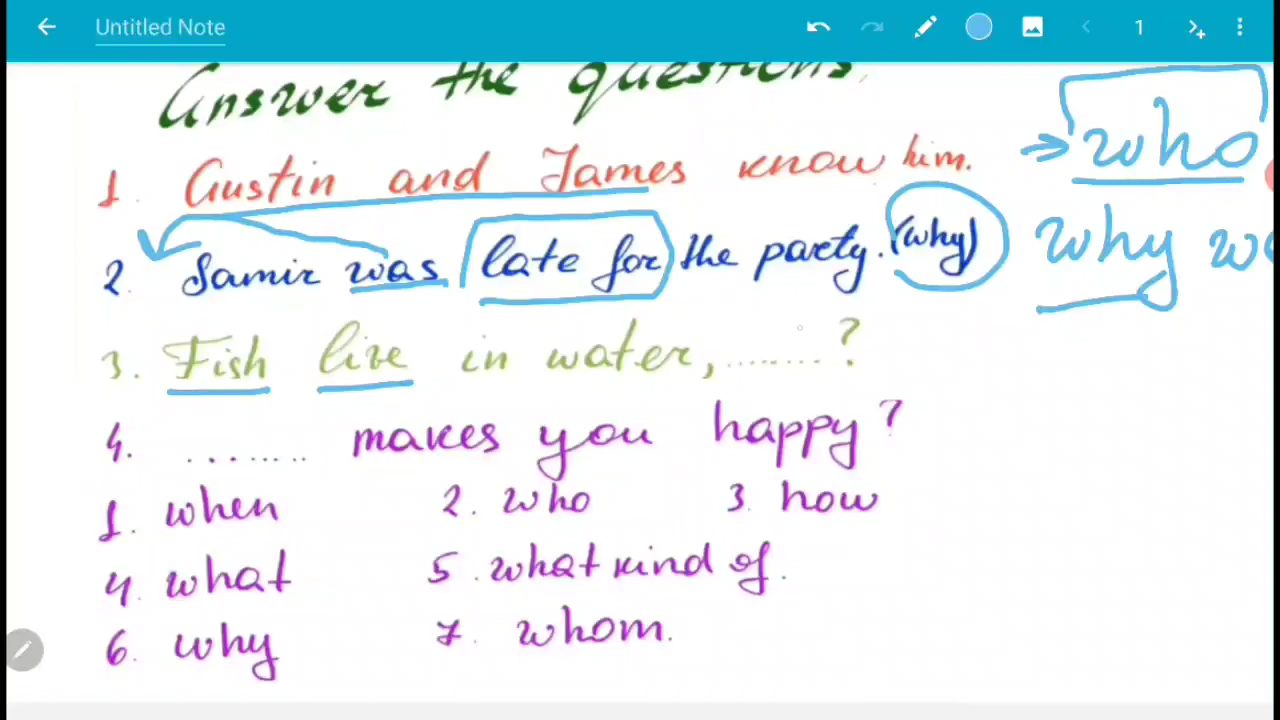 Untitled Note
1
Answer the questions.
1. Gustin and James know him. → who
2. Samir was late for the party. (why) why
3. Fish live in water, ........?
4. ........ makes you happy?
1. when 2. who 3. how
4. what 5. what kind of.
6. why 7. whom.